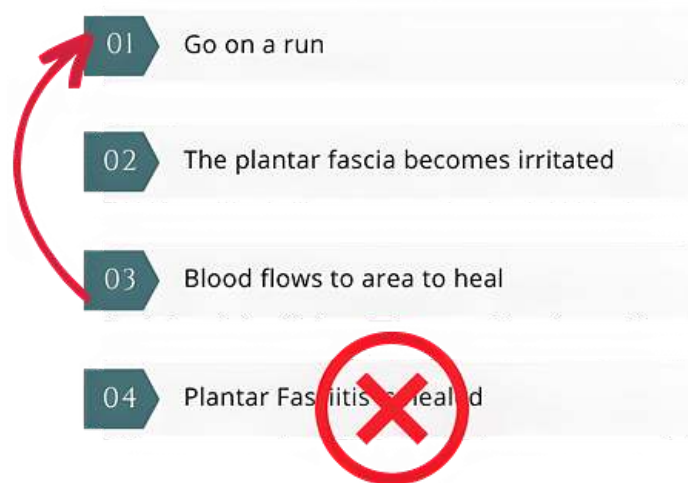 01 Go on a run
02 The plantar fascia becomes irritated
03 Blood flows to area to heal
04 Plantar